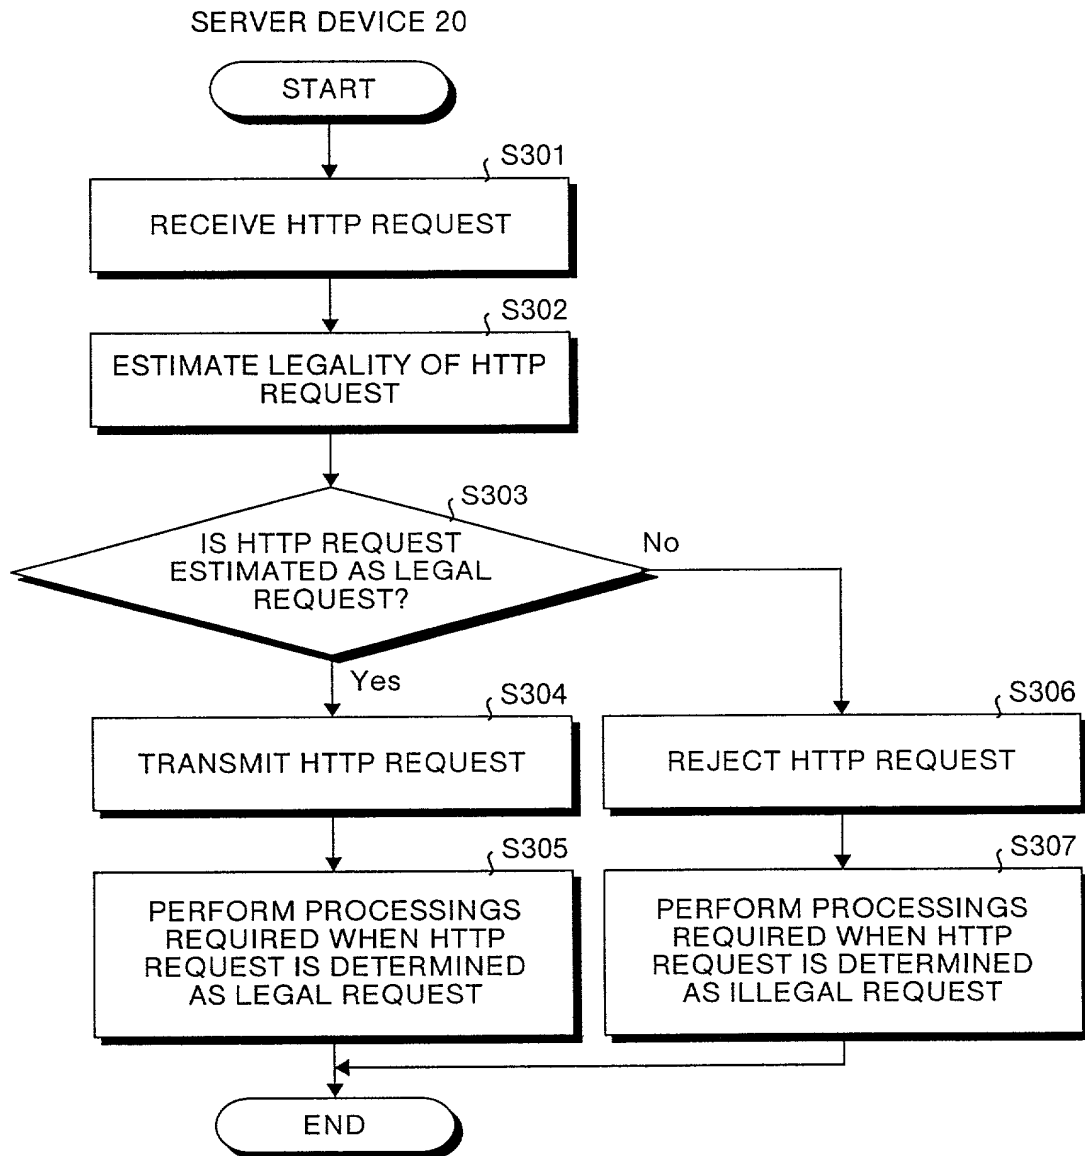 SERVER DEVICE 20
START
S301
RECEIVE HTTP REQUEST
S302
ESTIMATE LEGALITY OF HTTP
REQUEST
S303
IS HTTP REQUEST
ESTIMATED AS LEGAL
REQUEST?
No
Yes
S304
TRANSMIT HTTP REQUEST
S306
REJECT HTTP REQUEST
S305
PERFORM PROCESSINGS
REQUIRED WHEN HTTP
REQUEST IS DETERMINED
AS LEGAL REQUEST
S307
PERFORM PROCESSINGS
REQUIRED WHEN HTTP
REQUEST IS DETERMINED
AS ILLEGAL REQUEST
END